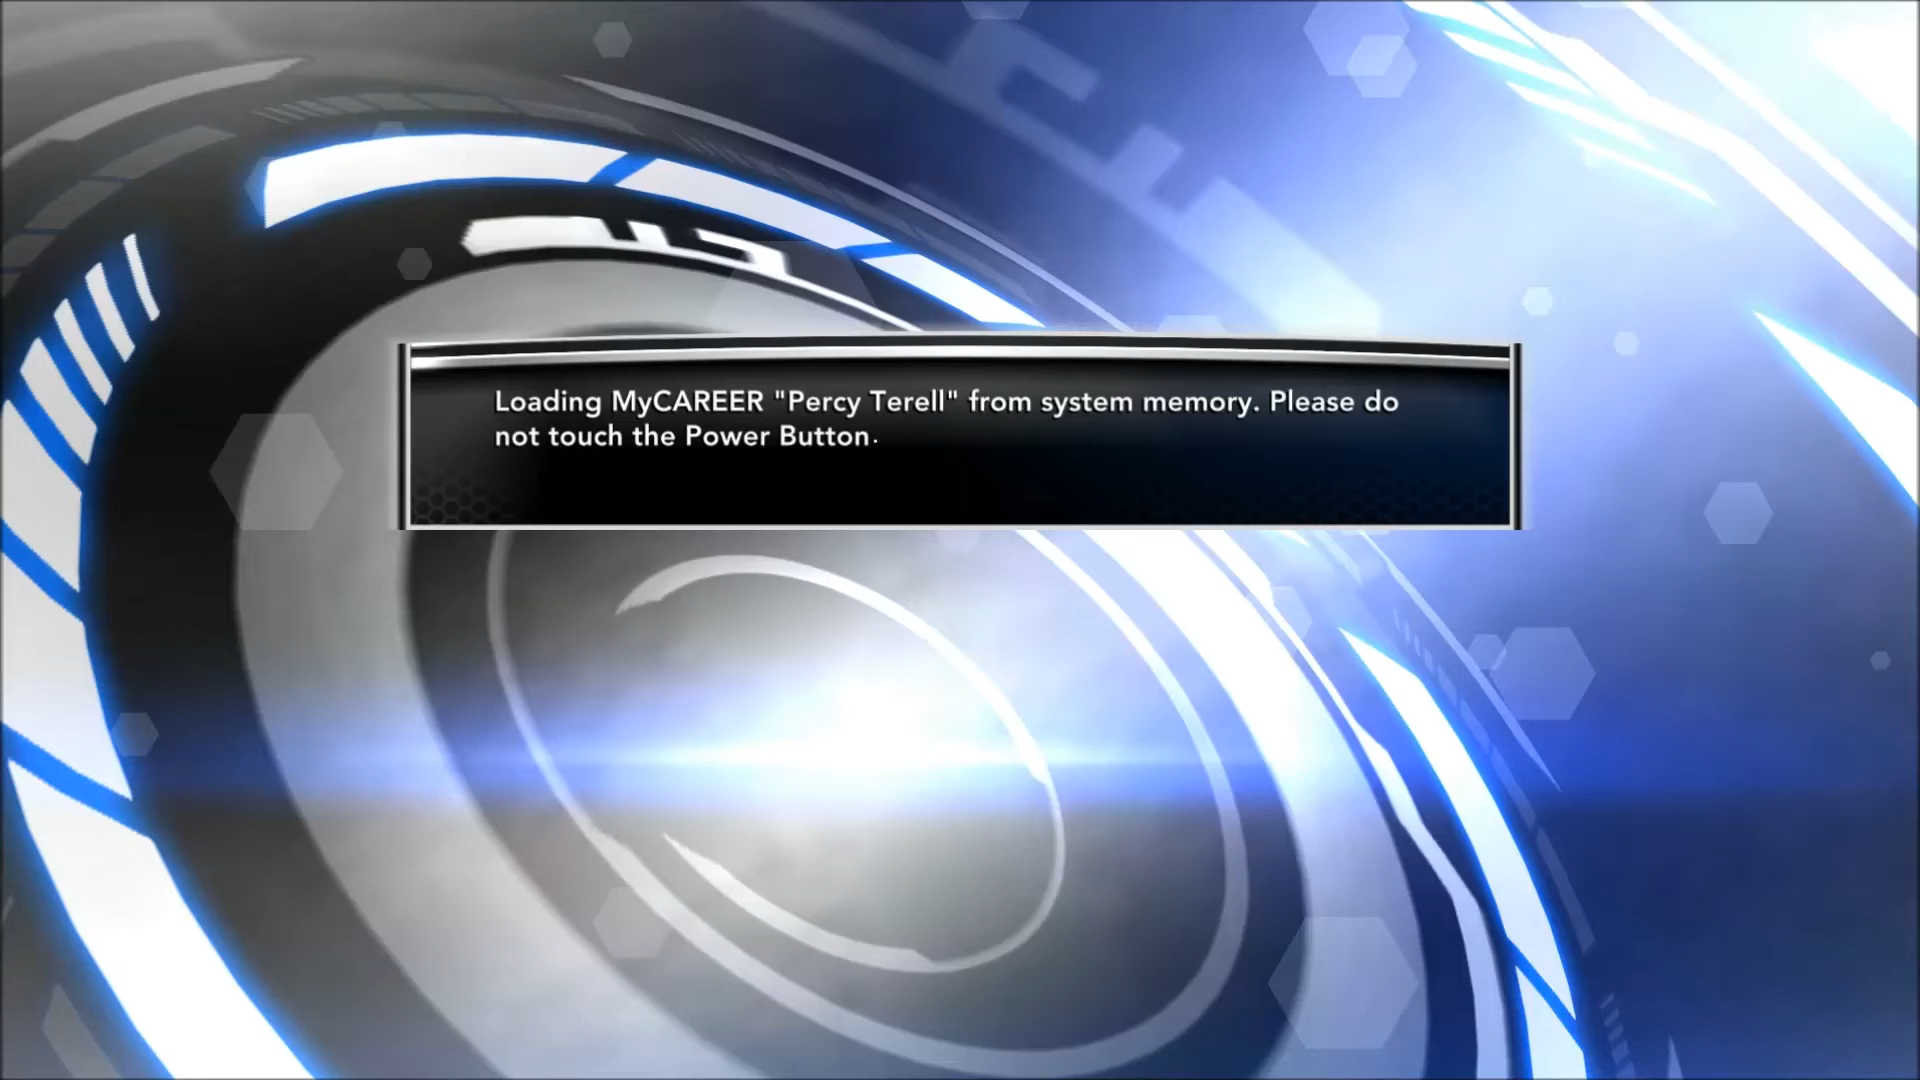 Loading MyCAREER "Percy Terell" from system memory. Please do
not touch the Power Button.